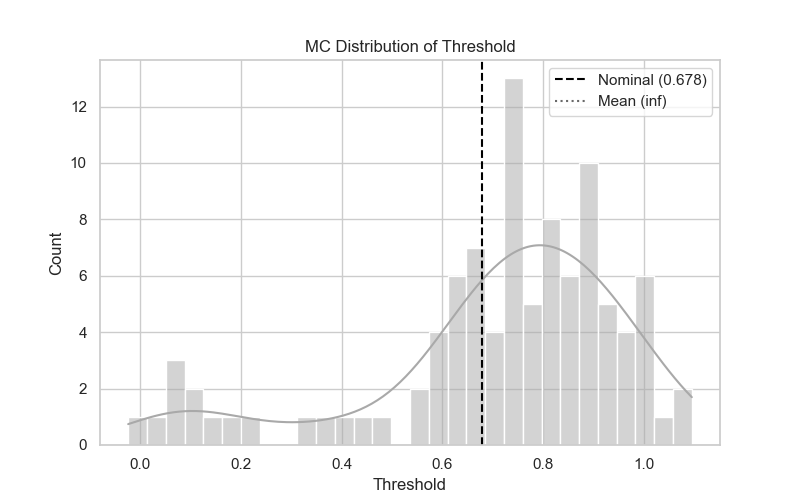 MC Distribution of Threshold
Nominal (0.678)
Mean (inf)
Count
12
10
8
6
4
2
0
0.0 0.2 0.4 0.6 0.8 1.0
Threshold